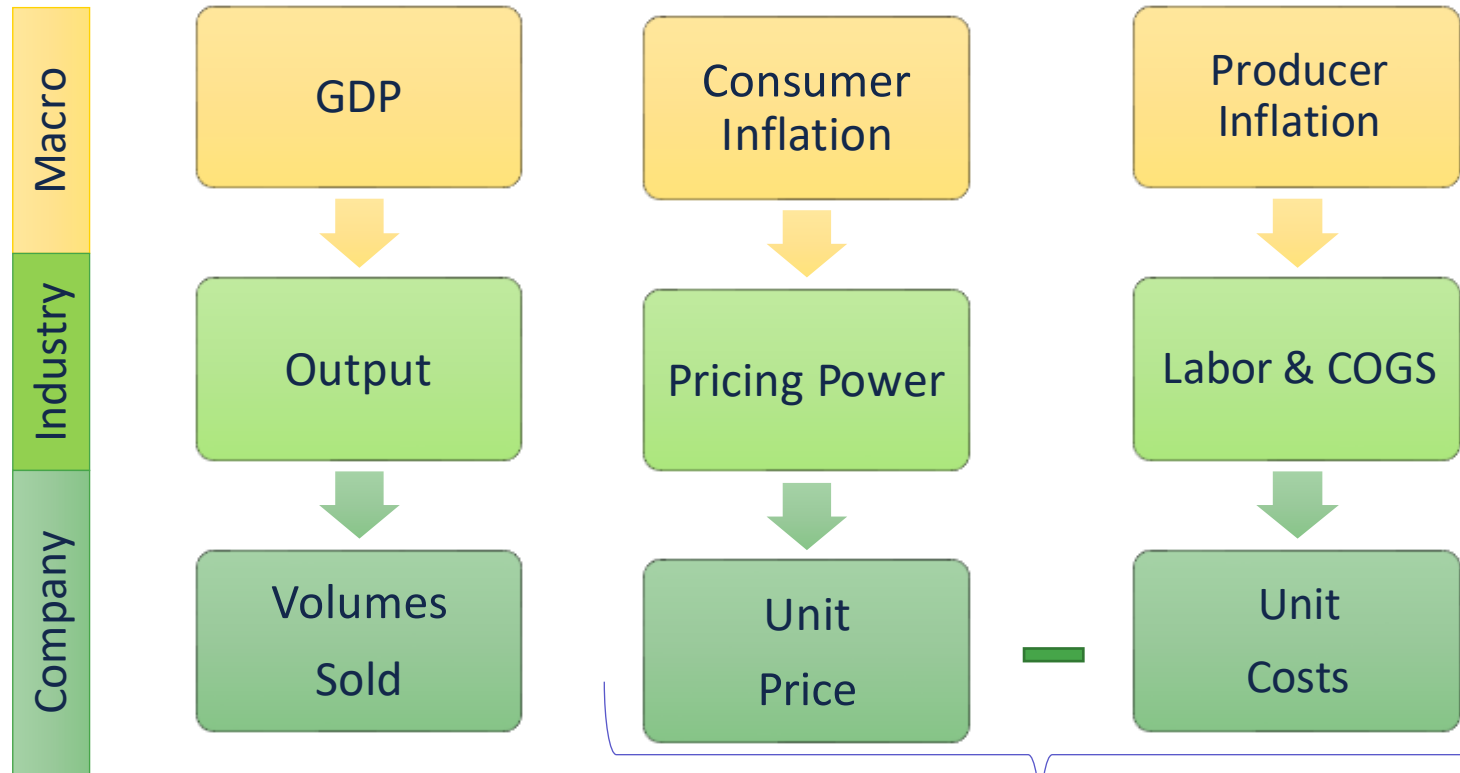 Macro
GDP
Consumer
Inflation
Producer
Inflation
Industry
Output
Pricing Power
Labor & COGS
Company
Volumes
Sold
Unit
Price
Unit
Costs